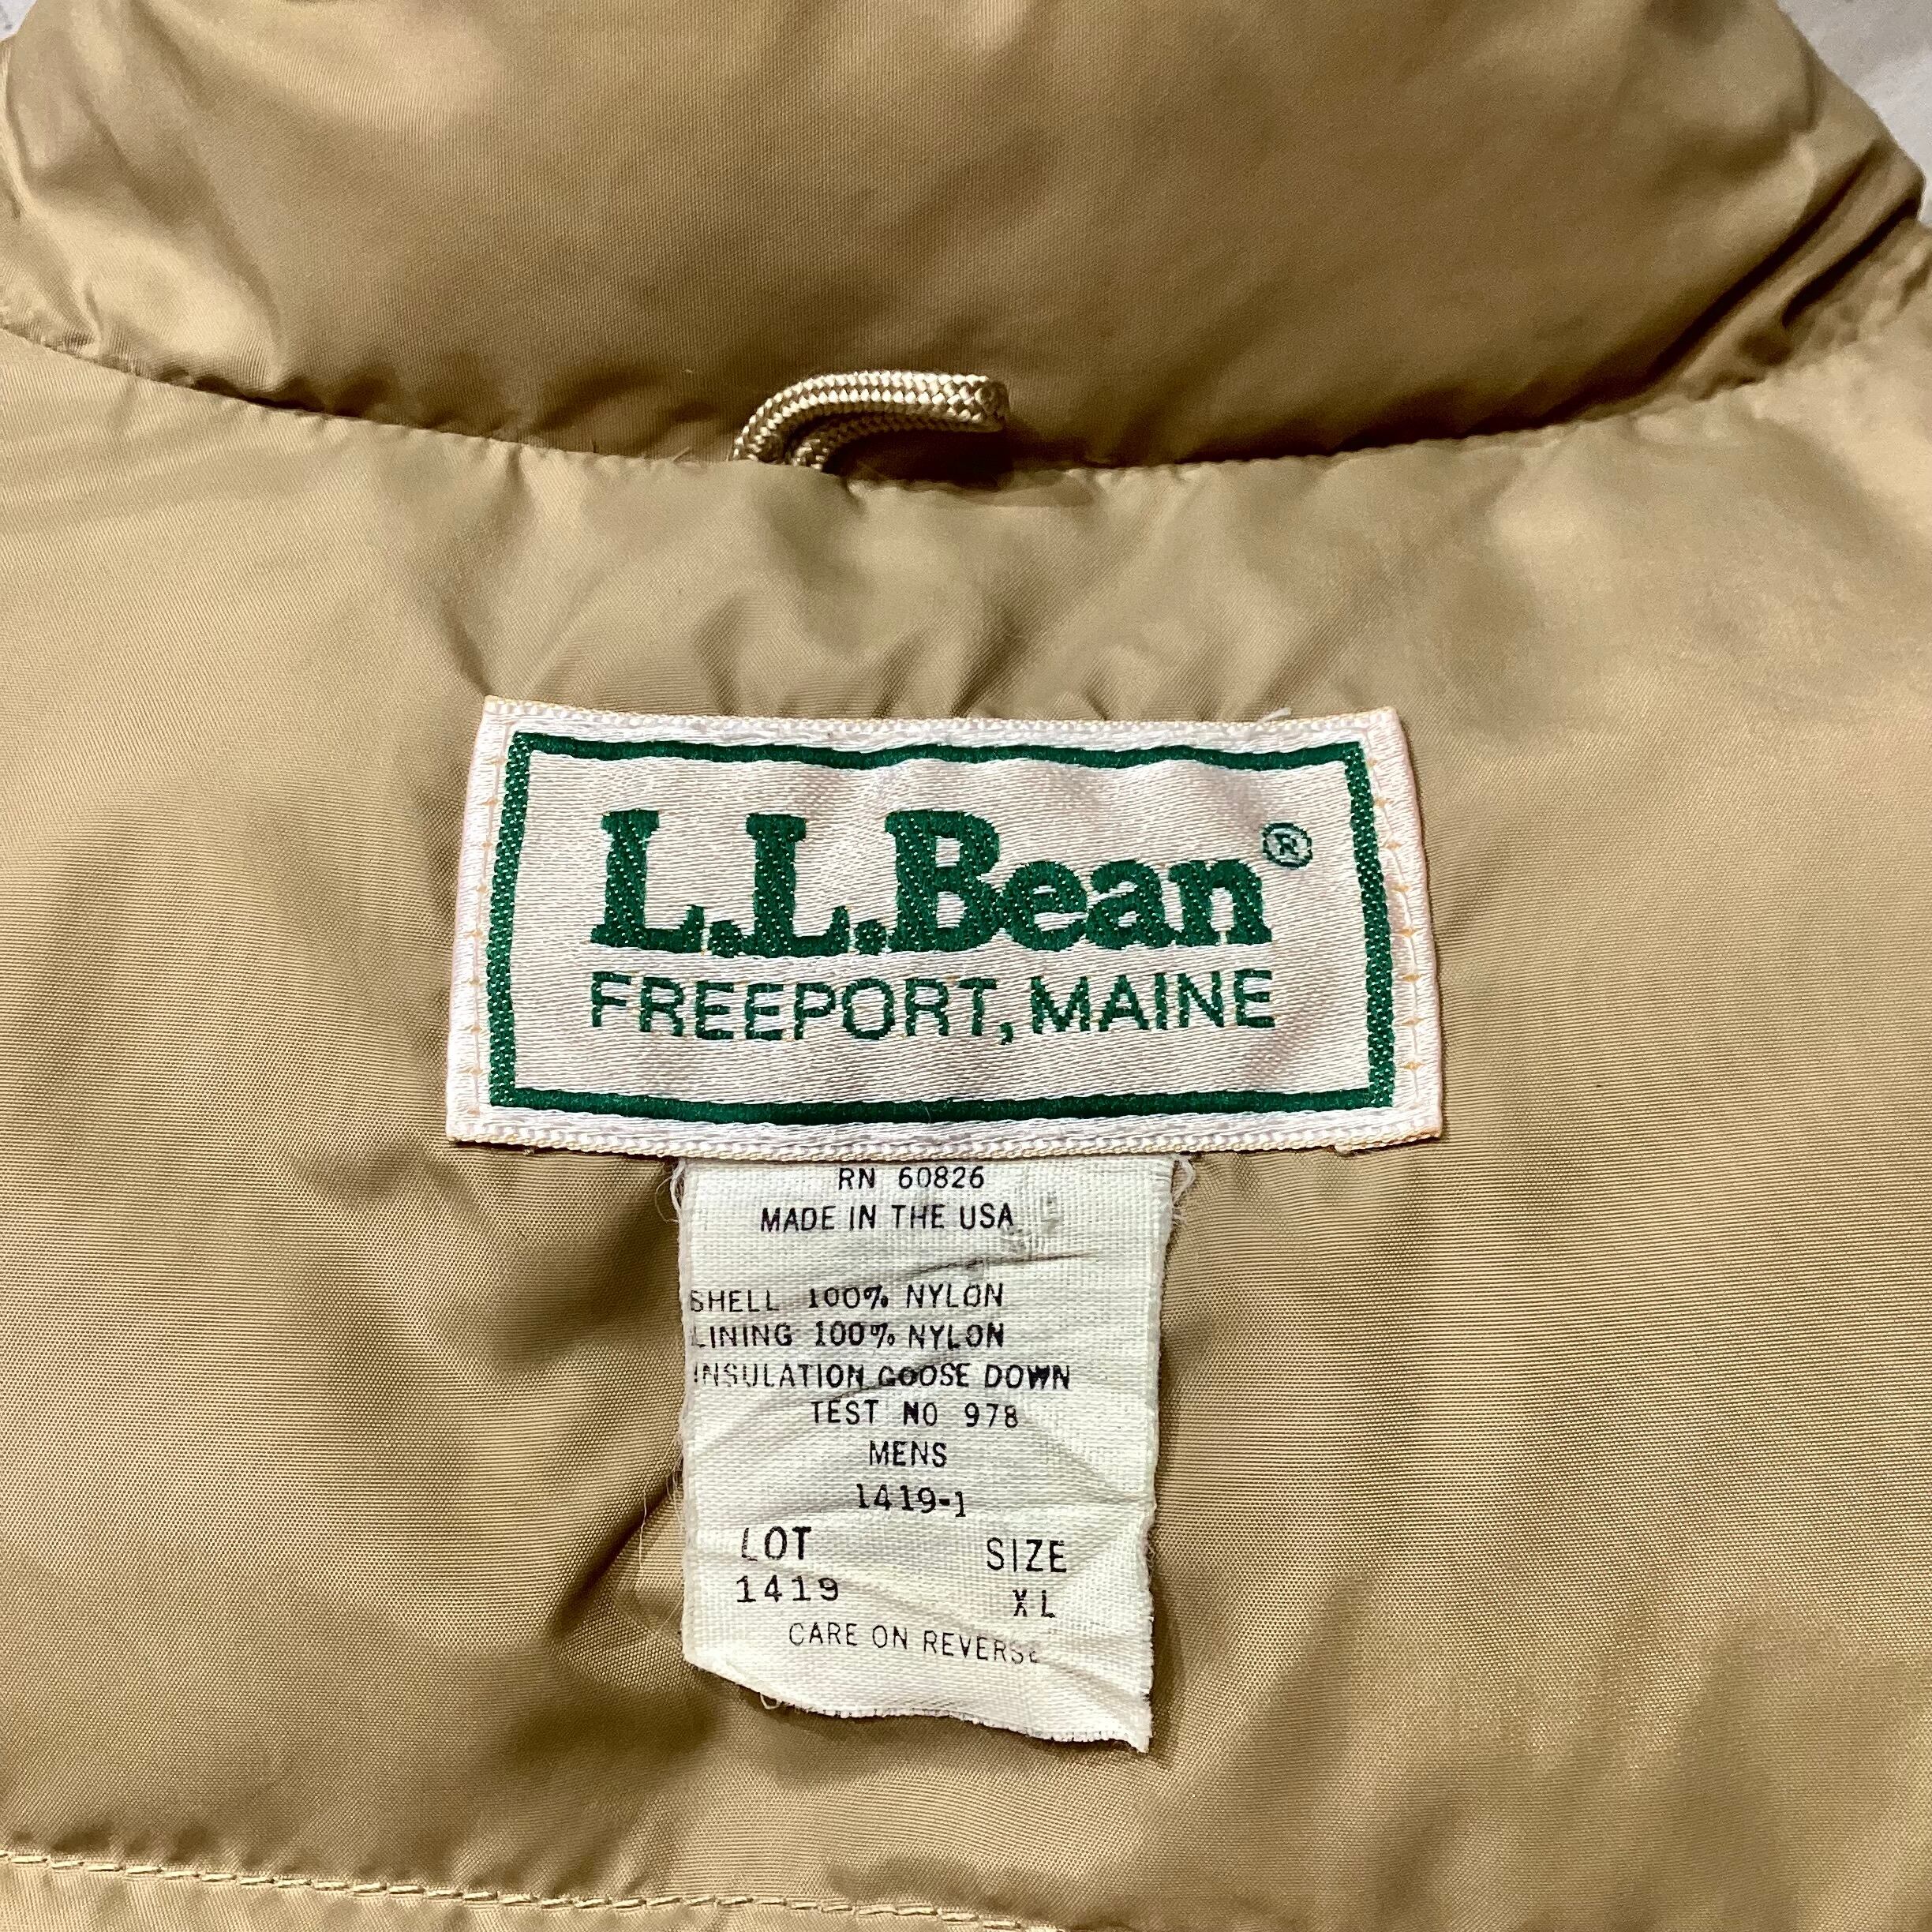 L.L.Bean®
FREEPORT, MAINE
RN 60826
MADE IN THE USA
SHELL 100% NYLON
LINING 100% NYLON
INSULATION GOOSE DOWN
TEST NO 978
MENS
1419-1
LOT SIZE
1419 XL
CARE ON REVERSE